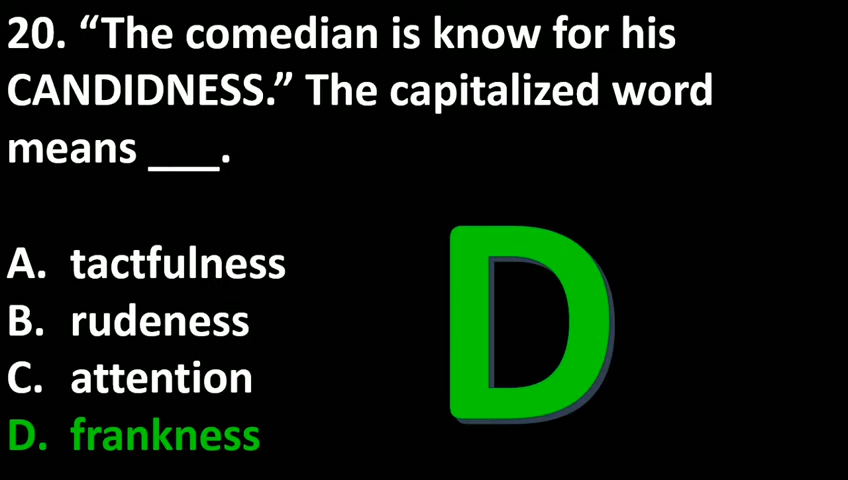 20. “The comedian is know for his
CANDIDNESS.” The capitalized word
means ___.
A. tactfulness
B. rudeness
C. attention
D. frankness
D